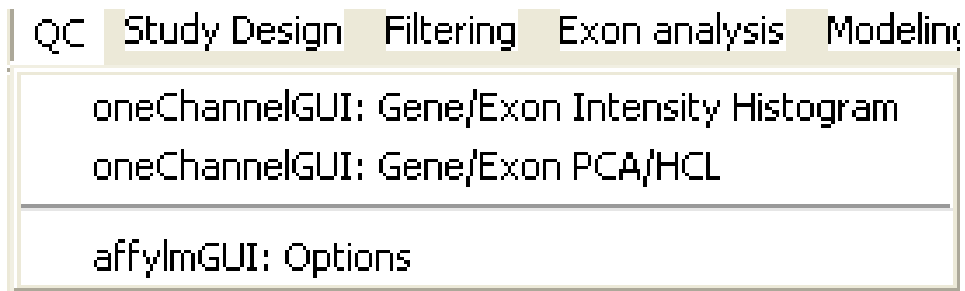 QC Study Design Filtering Exon analysis Modeling
oneChannelGUI: Gene/Exon Intensity Histogram
oneChannelGUI: Gene/Exon PCA/HCL
affylmGUI: Options